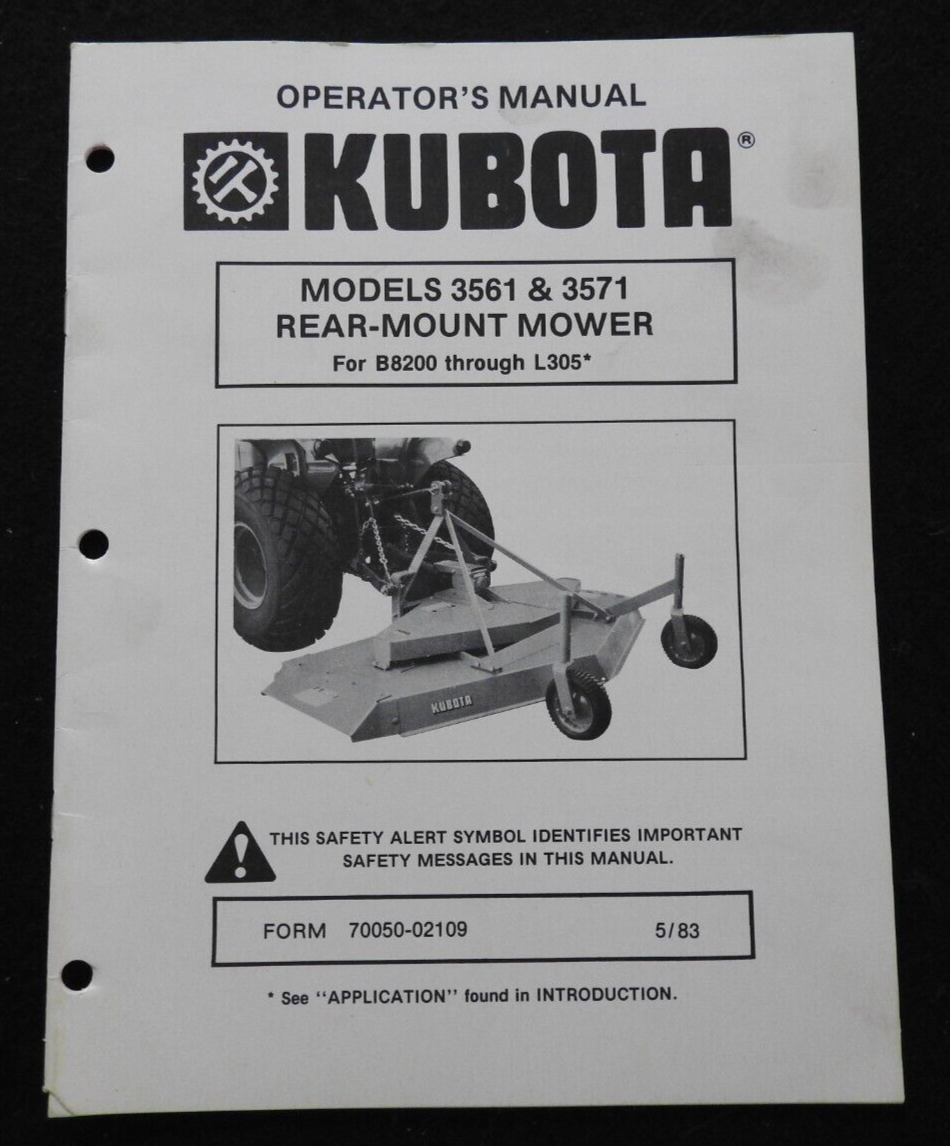 OPERATOR'S MANUAL
KUBOTA®
MODELS 3561 & 3571
REAR-MOUNT MOWER
For B8200 through L305*
KUBOTA
THIS SAFETY ALERT SYMBOL IDENTIFIES IMPORTANT
SAFETY MESSAGES IN THIS MANUAL.
FORM 70050-02109 5/83
* See "APPLICATION" found in INTRODUCTION.